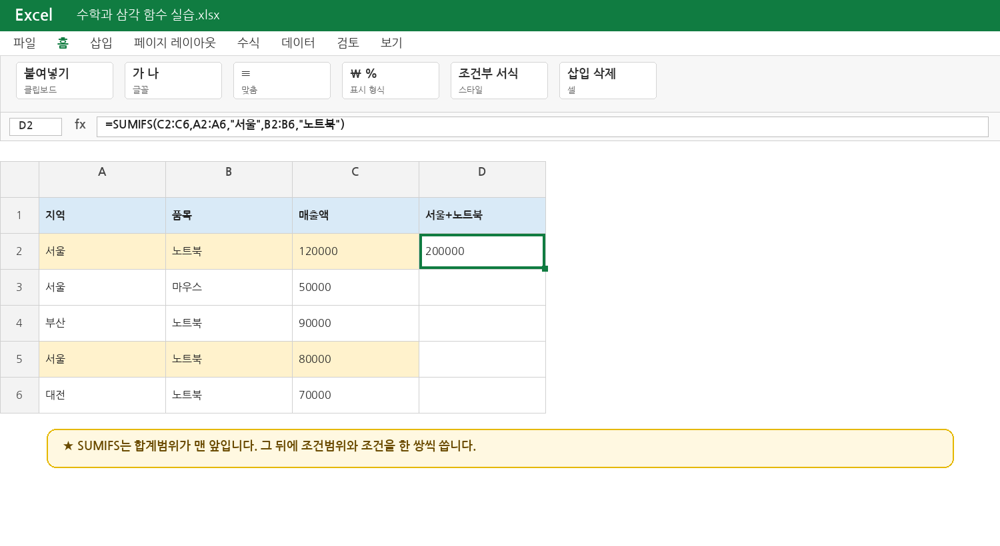 Excel 수학과 삼각 함수 실습.xlsx
파일 홈 삽입 페이지 레이아웃 수식 데이터 검토 보기
붙여넣기 가 나 ≡ ₩ % 조건부 서식 삽입 삭제
클립보드 글꼴 맞춤 표시 형식 스타일 셀
D2 fx =SUMIFS(C2:C6,A2:A6,"서울",B2:B6,"노트북")
A B C D
1 지역 품목 매출액 서울+노트북
2 서울 노트북 120000 200000
3 서울 마우스 50000
4 부산 노트북 90000
5 서울 노트북 80000
6 대전 노트북 70000
★ SUMIFS는 합계범위가 맨 앞입니다. 그 뒤에 조건범위와 조건을 한 쌍씩 씁니다.